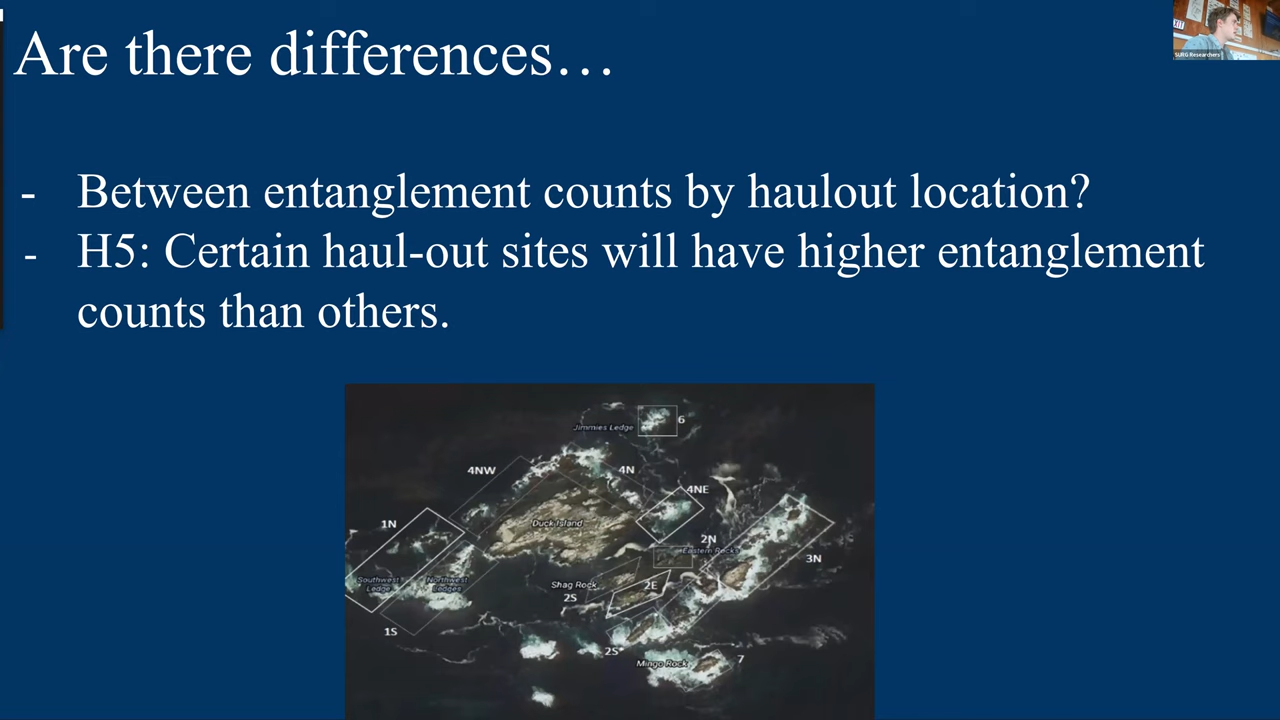 Are there differences…
SURG Researchers
- Between entanglement counts by haulout location?
- H5: Certain haul-out sites will have higher entanglement
counts than others.
Jimmies Ledge
6
4NW
4N
4NE
1N
Duck Island
2N
Eastern Rocks
3N
Southwest
Ledge
Northwest
Ledges
Shag Rock
2E
2S
1S
2S*
Mingo Rock
7